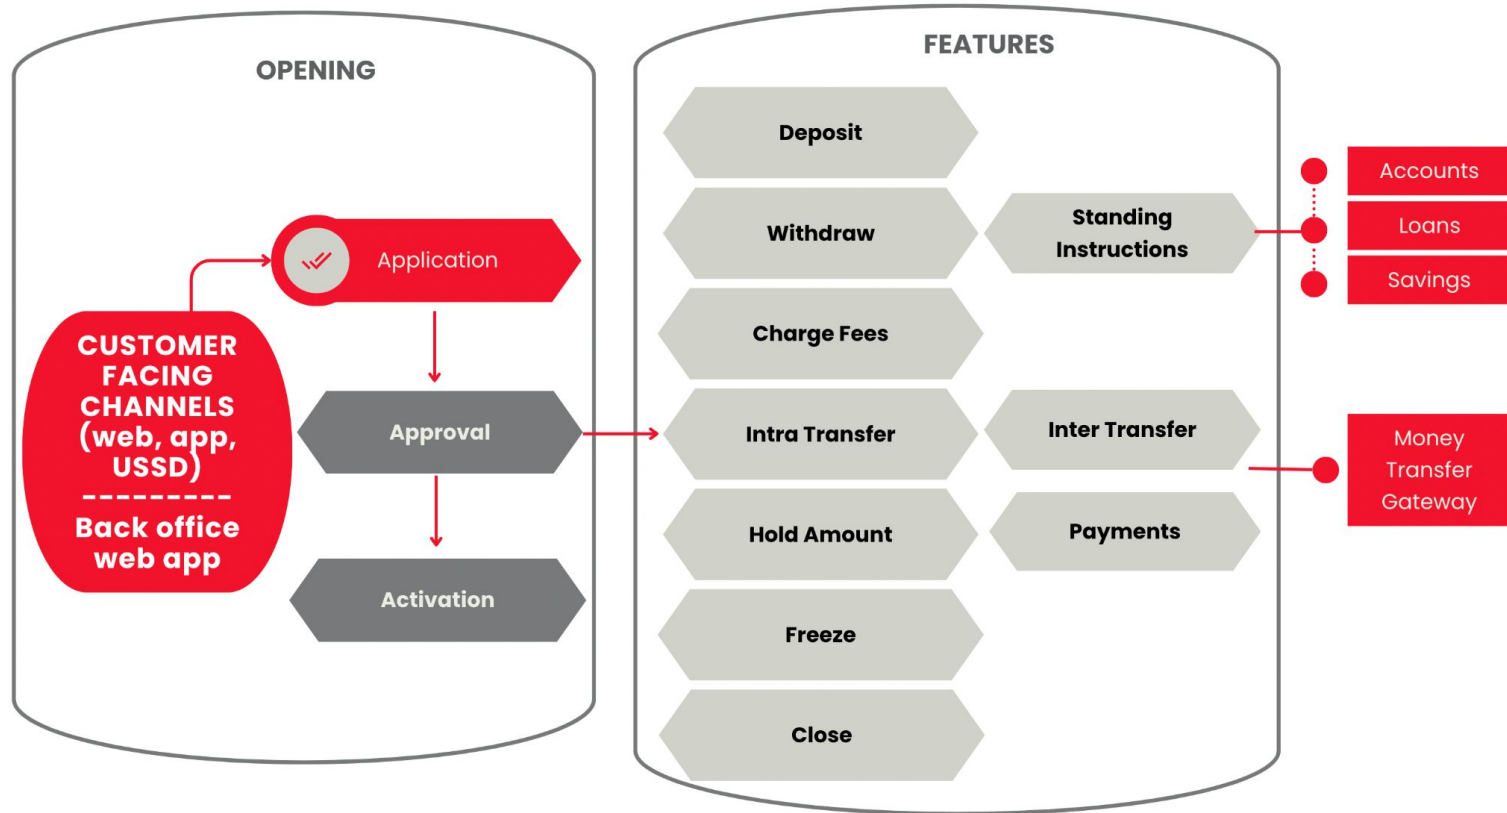 OPENING
Application
CUSTOMER
FACING
CHANNELS
(web, app,
USSD)
---------
Back office
web app
Approval
Activation
FEATURES
Deposit
Withdraw
Charge Fees
Intra Transfer
Hold Amount
Freeze
Close
Standing
Instructions
Inter Transfer
Payments
Accounts
Loans
Savings
Money
Transfer
Gateway